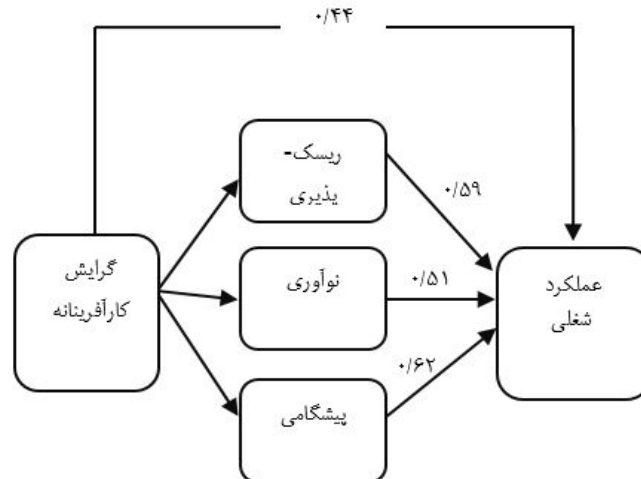 ۰/۴۴
ریسک-
پذیری
۰/۵۹
گرایش
کارآفرینانه
نوآوری
۰/۵۱
عملکرد
شغلی
۰/۶۲
پیشگامی